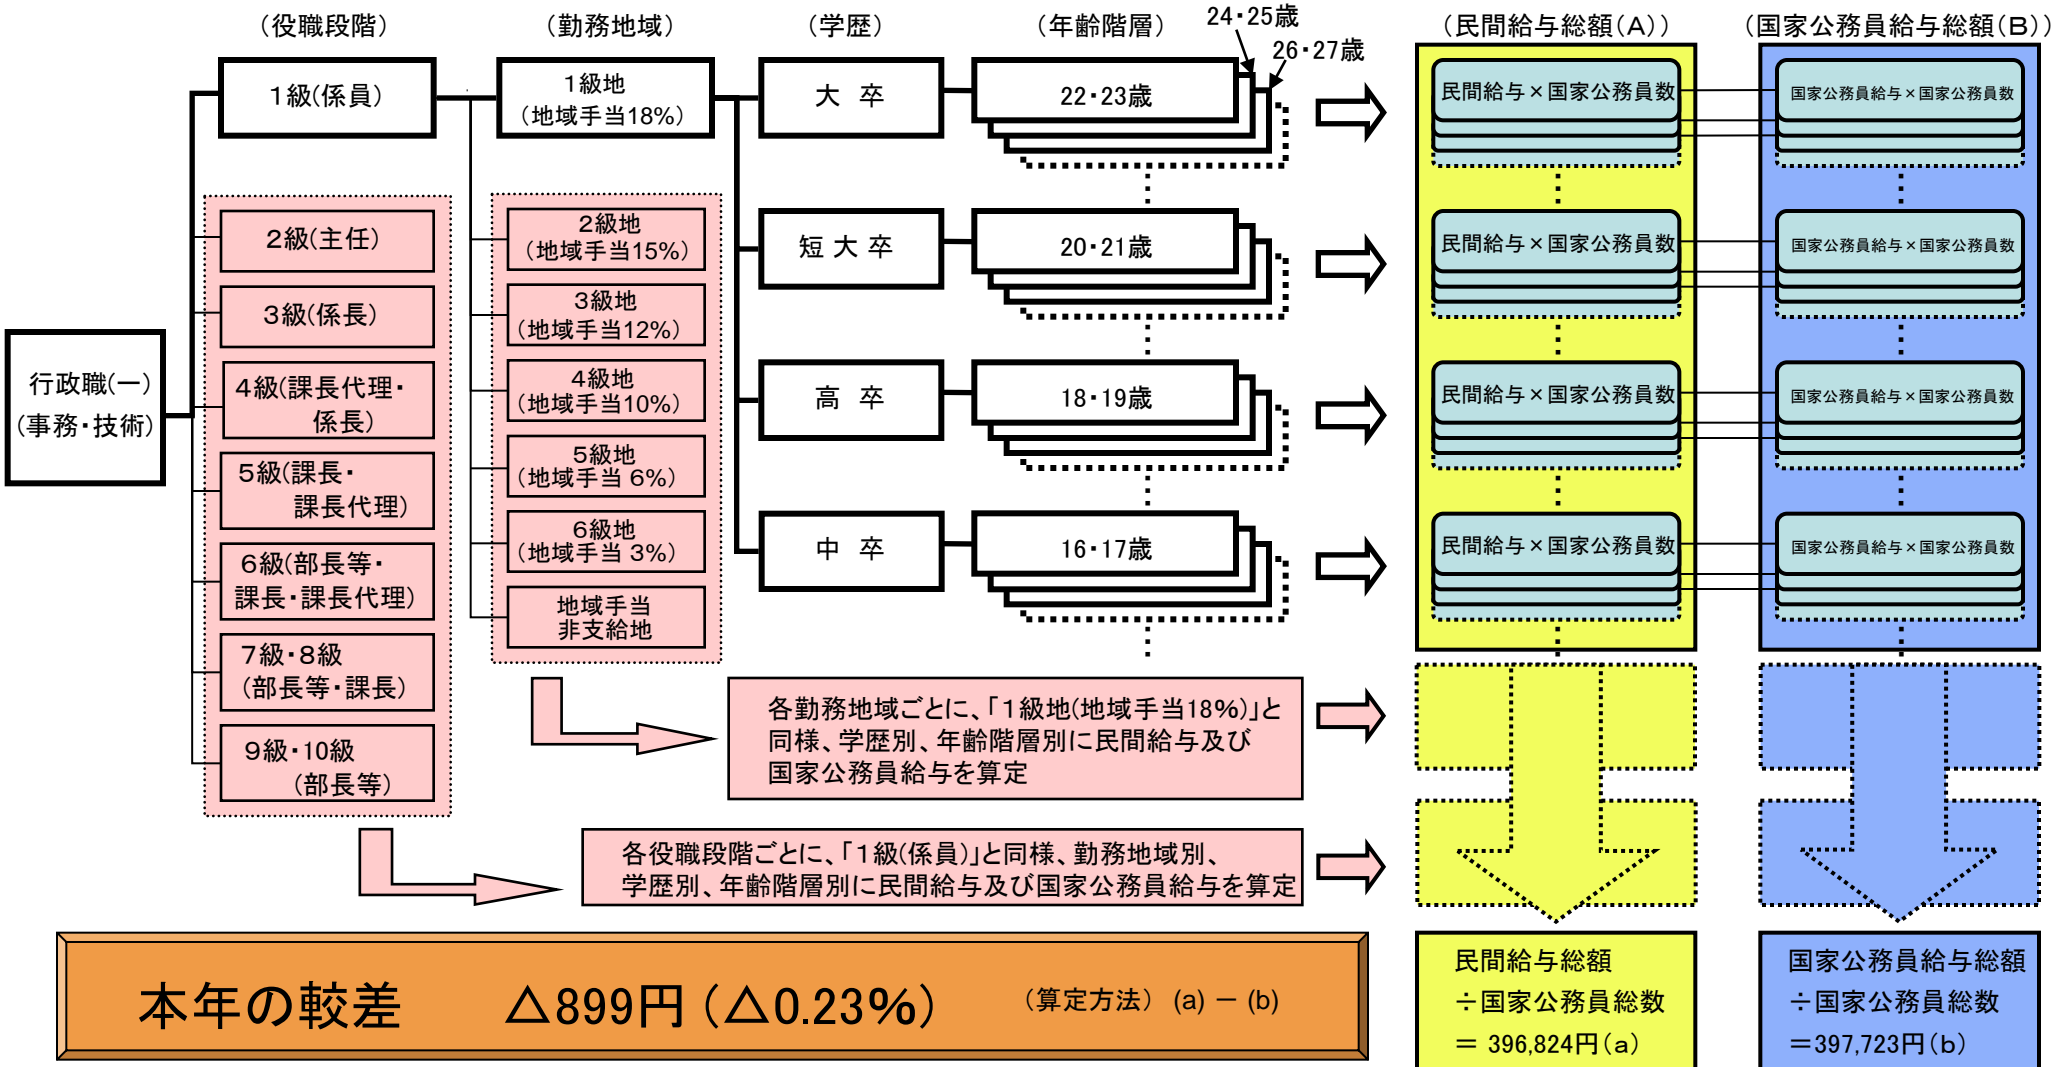 (役職段階)
(勤務地域)
(学歴)
(年齢階層)
24・25歳
26・27歳
(民間給与総額(A))
(国家公務員給与総額(B))
1級(係員)
1級地
(地域手当18%)
大 卒
22・23歳
民間給与×国家公務員数
国家公務員給与×国家公務員数
2級(主任)
3級(係長)
4級(課長代理・
係長)
5級(課長・
課長代理)
6級(部長等・
課長・課長代理)
7級・8級
(部長等・課長)
9級・10級
(部長等)
行政職(一)
(事務・技術)
2級地
(地域手当15%)
3級地
(地域手当12%)
4級地
(地域手当10%)
5級地
(地域手当 6%)
6級地
(地域手当 3%)
地域手当
非支給地
短 大 卒
20・21歳
民間給与×国家公務員数
国家公務員給与×国家公務員数
高 卒
18・19歳
民間給与×国家公務員数
国家公務員給与×国家公務員数
中 卒
16・17歳
民間給与×国家公務員数
国家公務員給与×国家公務員数
各勤務地域ごとに、「1級地(地域手当18%)」と
同様、学歴別、年齢階層別に民間給与及び
国家公務員給与を算定
各役職段階ごとに、「1級(係員)」と同様、勤務地域別、
学歴別、年齢階層別に民間給与及び国家公務員給与を算定
本年の較差 △899円(△0.23%) (算定方法) (a) － (b)
民間給与総額
÷国家公務員総数
＝ 396,824円(a)
国家公務員給与総額
÷国家公務員総数
＝397,723円(b)